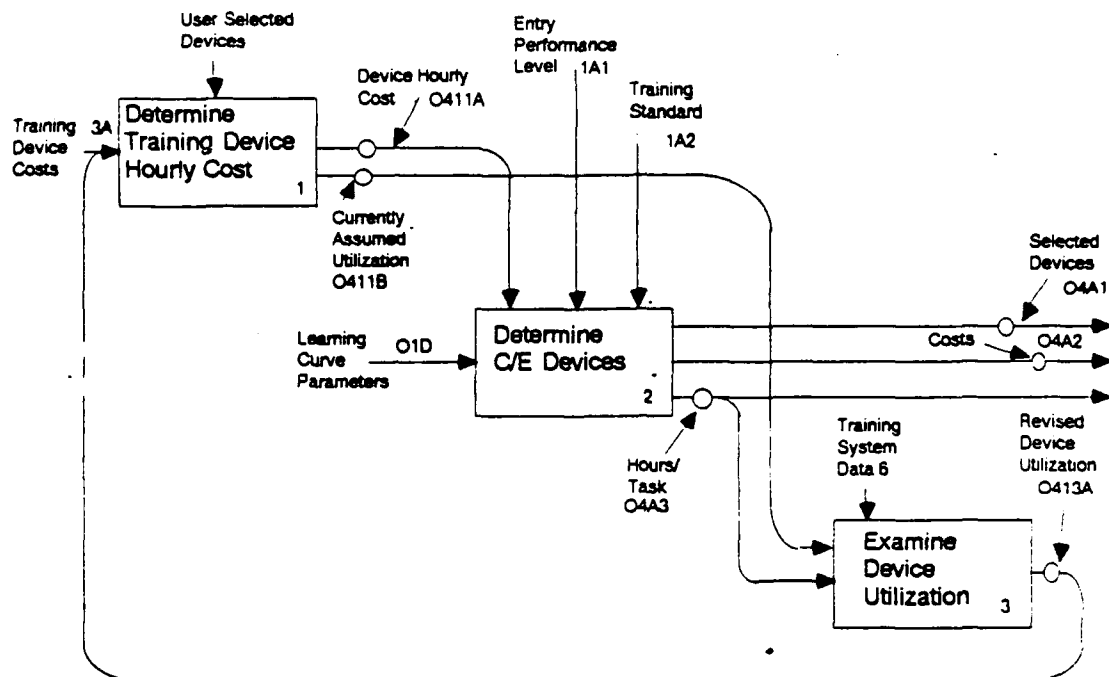 User Selected
Devices
Entry
Performance
Level 1A1
Device Hourly
Cost O411A
Training
Standard
1A2
Training
Device
Costs
3A
Determine
Training Device
Hourly Cost
1
Currently
Assumed
Utilization
O411B
Selected
Devices
O4A1
Learning
Curve
Parameters
O1D
Determine
C/E Devices
2
Costs
O4A2
Hours/
Task
O4A3
Training
System
Data 6
Revised
Device
Utilization
O413A
Examine
Device
Utilization
3